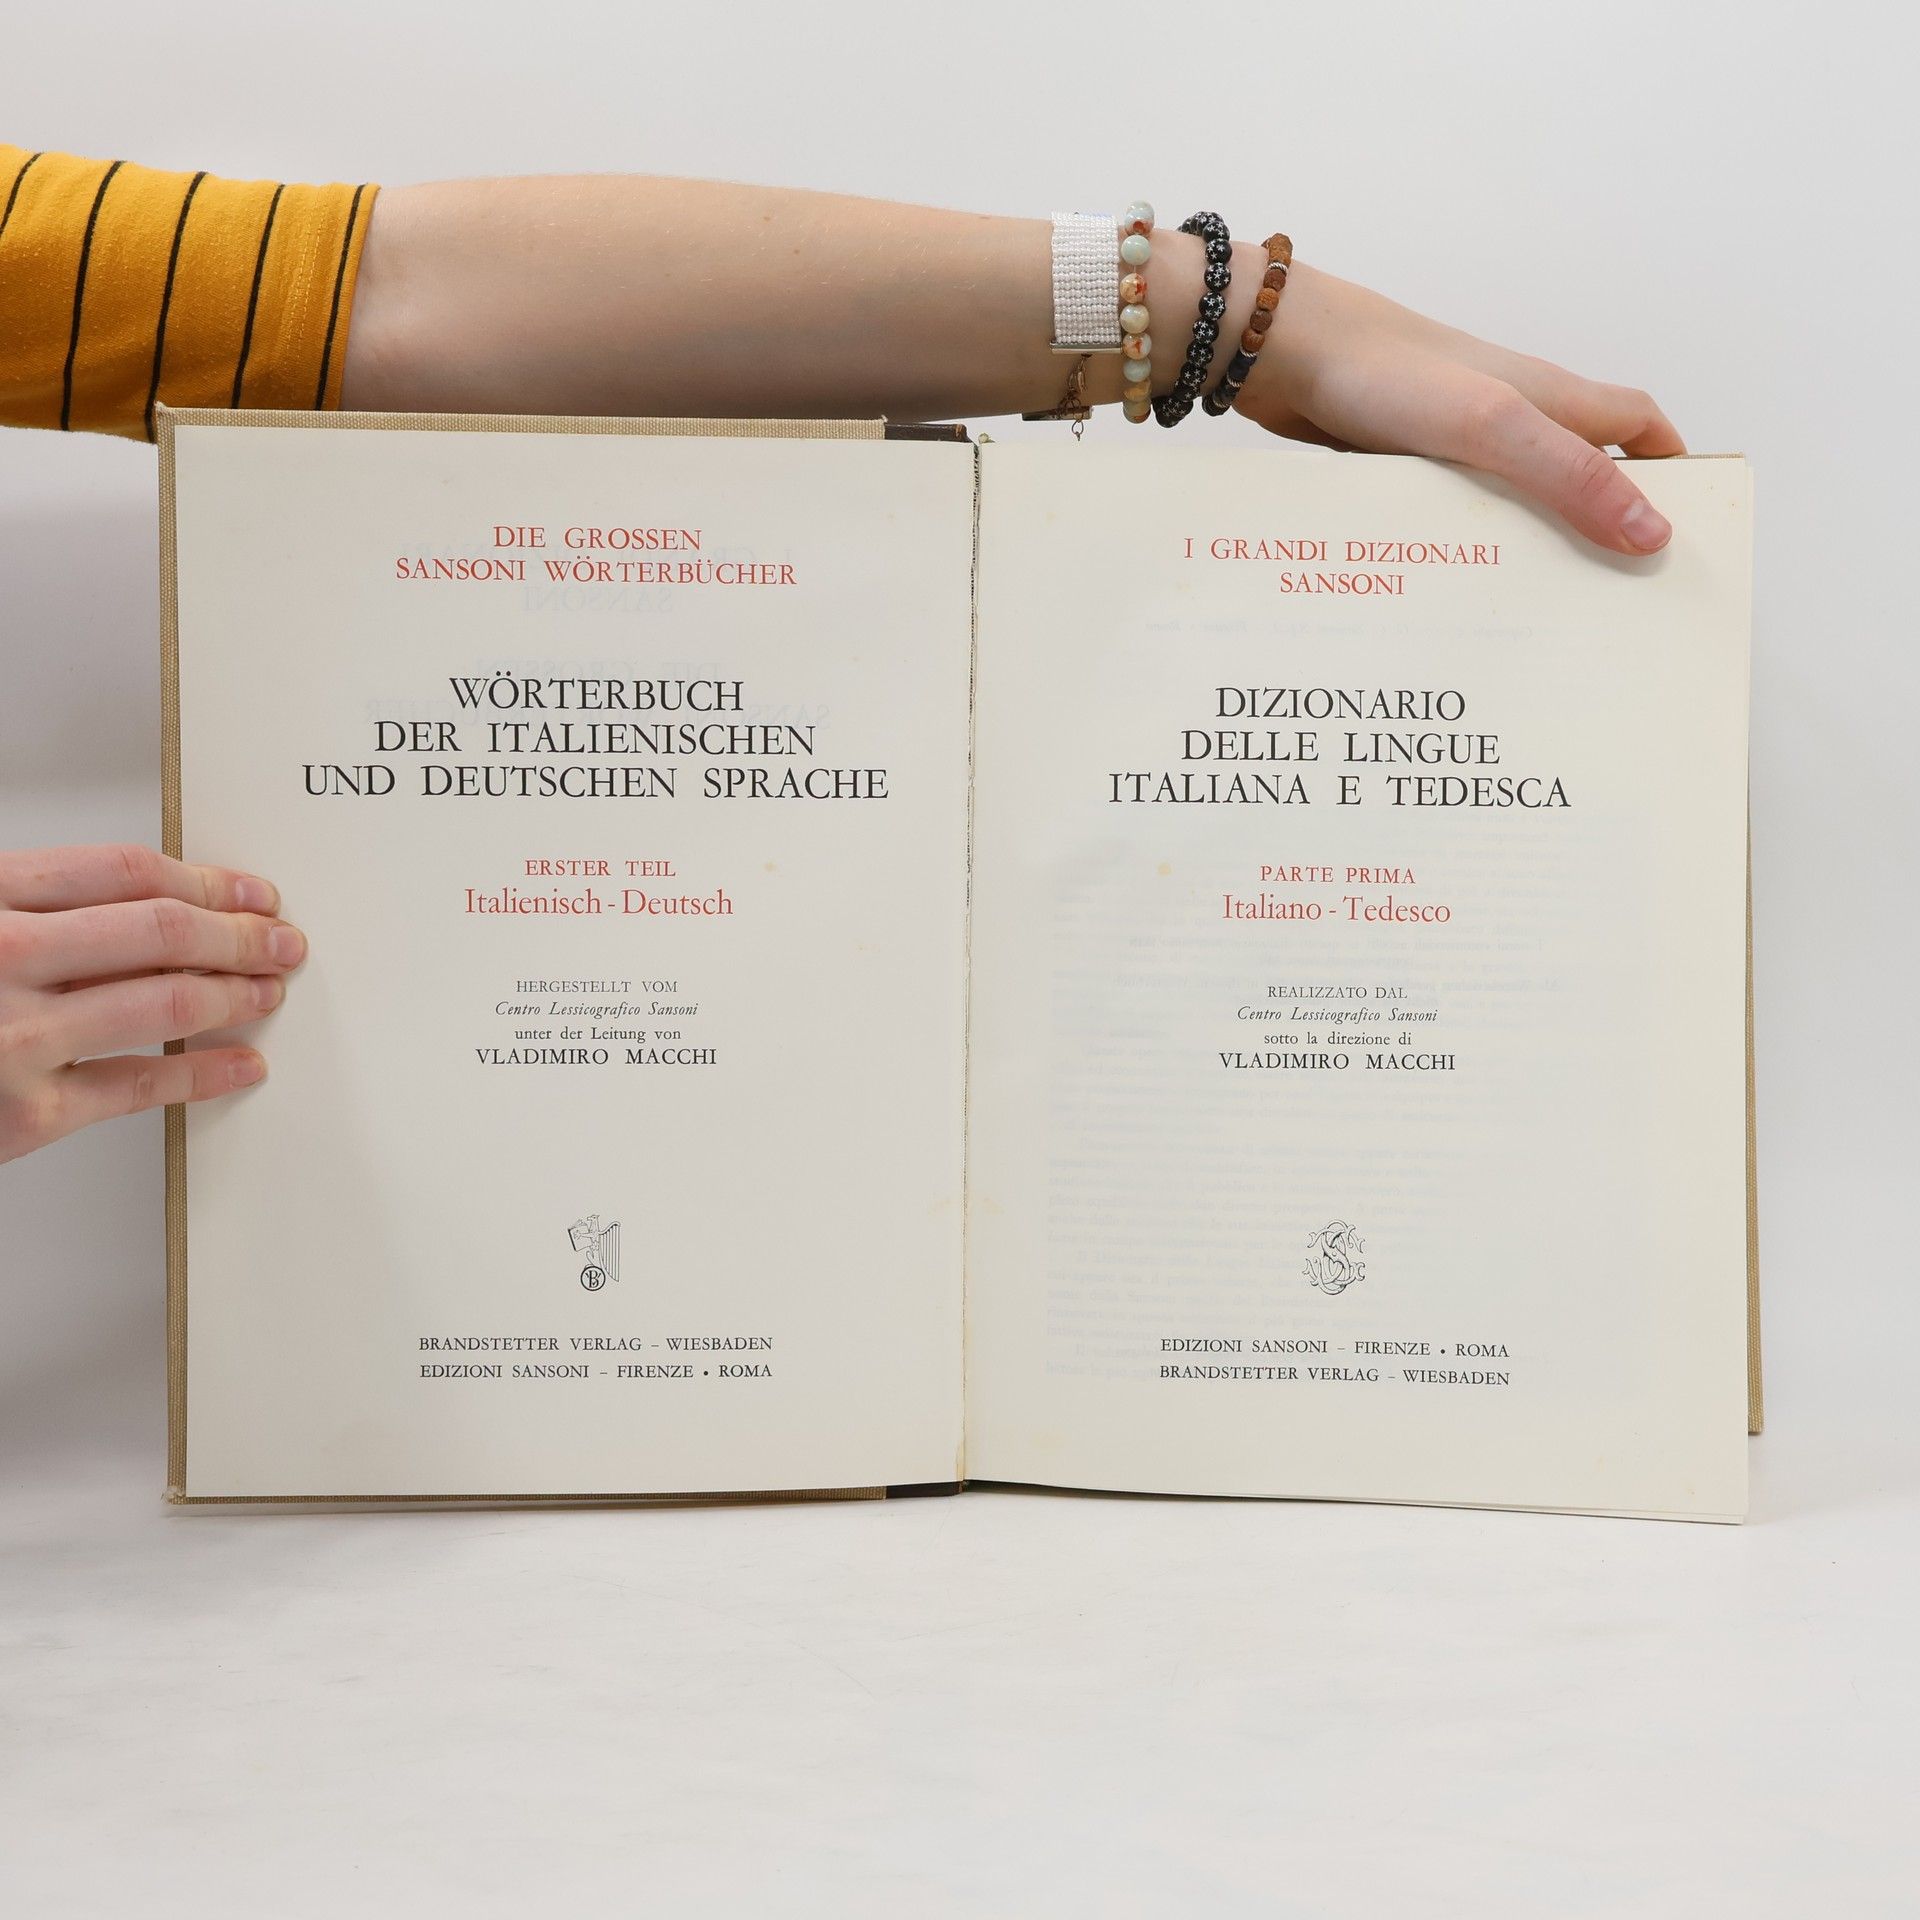 DIE GROSSEN
SANSONI WÖRTERBÜCHER
WÖRTERBUCH
DER ITALIENISCHEN
UND DEUTSCHEN SPRACHE
ERSTER TEIL
Italienisch - Deutsch
HERGESTELLT VOM
Centro Lessicografico Sansoni
unter der Leitung von
VLADIMIRO MACCHI
BRANDSTETTER VERLAG – WIESBADEN
EDIZIONI SANSONI – FIRENZE • ROMA
I GRANDI DIZIONARI
SANSONI
DIZIONARIO
DELLE LINGUE
ITALIANA E TEDESCA
PARTE PRIMA
Italiano - Tedesco
REALIZZATO DAL
Centro Lessicografico Sansoni
sotto la direzione di
VLADIMIRO MACCHI
EDIZIONI SANSONI – FIRENZE • ROMA
BRANDSTETTER VERLAG – WIESBADEN